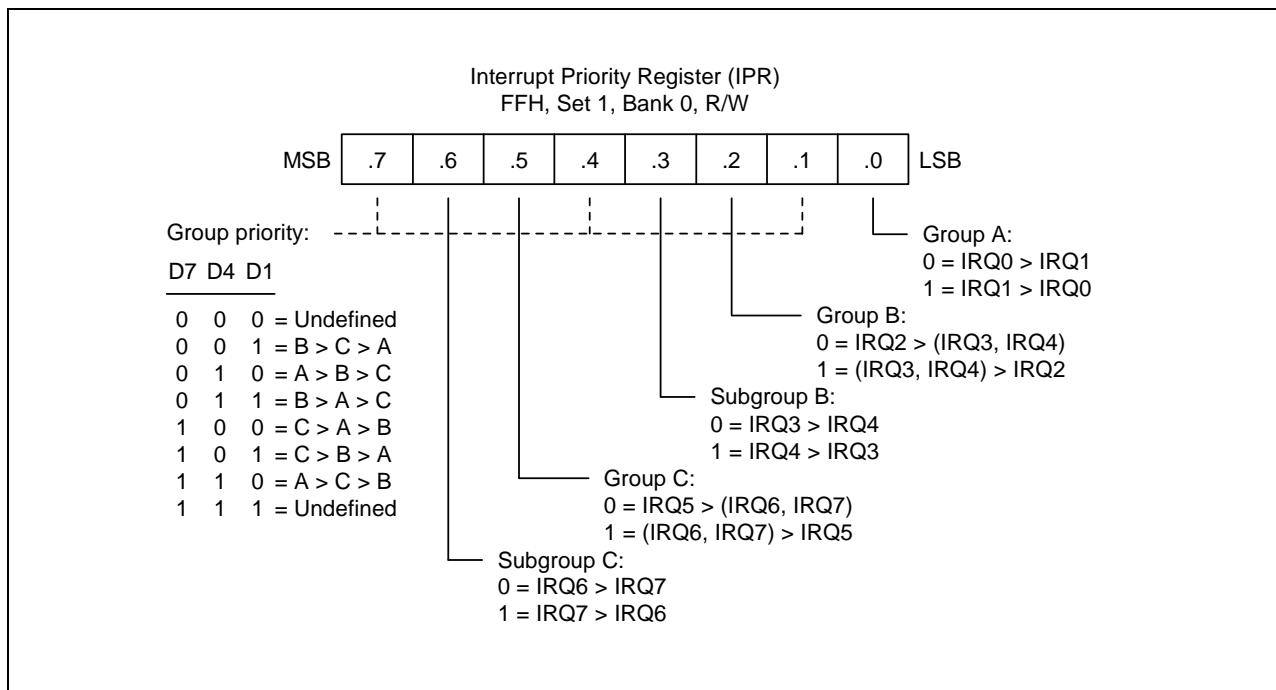 Interrupt Priority Register (IPR)
FFH, Set 1, Bank 0, R/W
MSB .7 .6 .5 .4 .3 .2 .1 .0 LSB
Group priority:
D7 D4 D1
0 0 0 = Undefined
0 0 1 = B > C > A
0 1 0 = A > B > C
0 1 1 = B > A > C
1 0 0 = C > A > B
1 0 1 = C > B > A
1 1 0 = A > C > B
1 1 1 = Undefined
Group A:
0 = IRQ0 > IRQ1
1 = IRQ1 > IRQ0
Group B:
0 = IRQ2 > (IRQ3, IRQ4)
1 = (IRQ3, IRQ4) > IRQ2
Subgroup B:
0 = IRQ3 > IRQ4
1 = IRQ4 > IRQ3
Group C:
0 = IRQ5 > (IRQ6, IRQ7)
1 = (IRQ6, IRQ7) > IRQ5
Subgroup C:
0 = IRQ6 > IRQ7
1 = IRQ7 > IRQ6